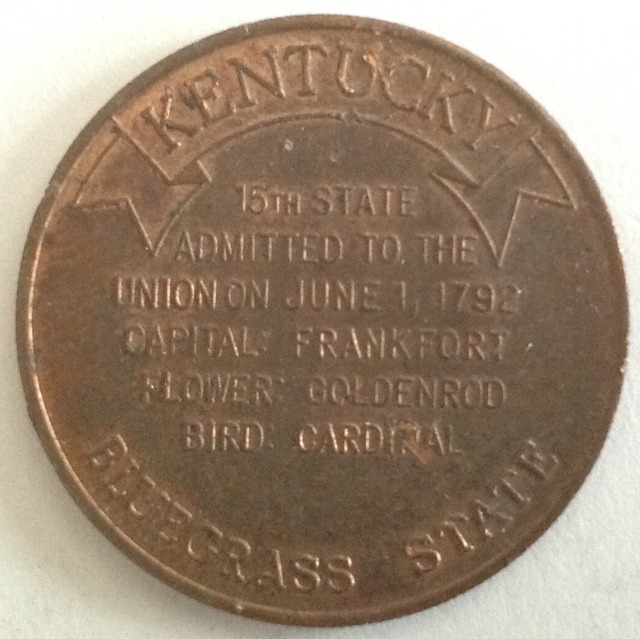 KENTUCKY
15TH STATE
ADMITTED TO THE
UNION ON JUNE 1, 1792
CAPITAL: FRANKFORT
FLOWER: GOLDENROD
BIRD: CARDINAL
BLUEGRASS STATE